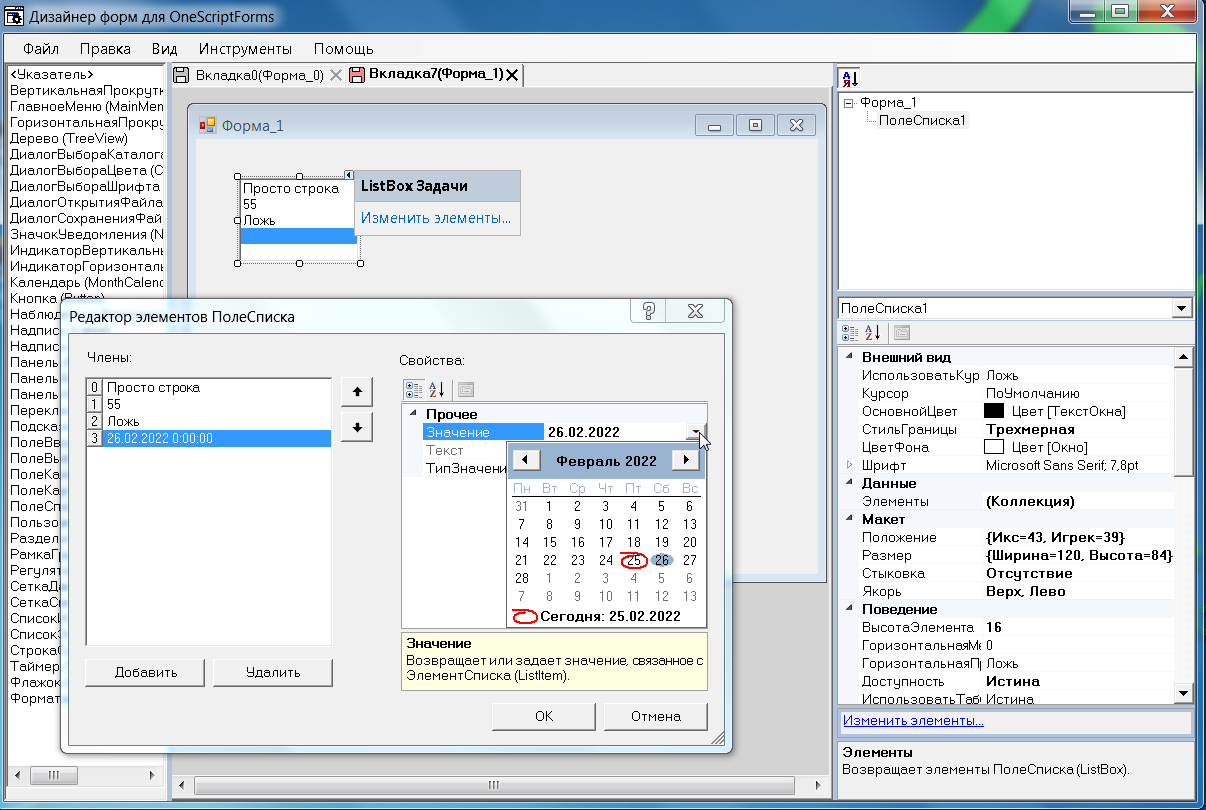 Дизайнер форм для OneScriptForms
Файл Правка Вид Инструменты Помощь
<Указатель>
ВертикальнаяПрокрутк
ГлавноеМеню (MainMen
ГоризонтальнаяПрокру
Дерево (TreeView)
ДиалогВыбораКаталога
ДиалогВыбораЦвета (C
ДиалогВыбораШрифта
ДиалогОткрытияФайла
ДиалогСохраненияФай
ЗначокУведомления (N
ИндикаторВертикальнь
ИндикаторГоризонталь
Календарь (MonthCalenc
Кнопка (Button)
Наблюд
Надпис
Надпис
Панель
Панель
Панель
Перекл
Подска
ПолеВв
ПолеВы
ПолеКа
ПолеКа
ПолеСп
Пользо
Раздел
РамкаГр
Регулят
СеткаДа
СеткаСв
СписокЕ
СписокЭ
СтрокаС
Таймер
Флажок
Формат
Вкладка0(Форма_0) Вкладка7(Форма_1)
Форма_1
Просто строка
55
Ложь
ListBox Задачи
Изменить элементы...
Редактор элементов ПолеСписка
Члены:
0 Просто строка
1 55
2 Ложь
3 26.02.2022 0:00:00
Добавить Удалить
Свойства:
Прочее
Значение 26.02.2022
Текст
ТипЗначени
Февраль 2022
Пн Вт Ср Чт Пт Сб Вс
31 1 2 3 4 5 6
7 8 9 10 11 12 13
14 15 16 17 18 19 20
21 22 23 24 25 26 27
28 1 2 3 4 5 6
7 8 9 10 11 12 13
Сегодня: 25.02.2022
Значение
Возвращает или задает значение, связанное с
ЭлементСписка (ListItem).
OK Отмена
Форма_1
ПолеСписка1
ПолеСписка1
Внешний вид
ИспользоватьКур Ложь
Курсор ПоУмолчанию
ОсновнойЦвет Цвет [ТекстОкна]
СтильГраницы Трехмерная
ЦветФона Цвет [Окно]
Шрифт Microsoft Sans Serif; 7,8pt
Данные
Элементы (Коллекция)
Макет
Положение {Икс=43, Игрек=39}
Размер {Ширина=120, Высота=84}
Стыковка Отсутствие
Якорь Верх, Лево
Поведение
ВысотаЭлемента 16
ГоризонтальнаяМе 0
ГоризонтальнаяП Ложь
Доступность Истина
ИспользоватьТаб Истина
Изменить элементы...
Элементы
Возвращает элементы ПолеСписка (ListBox).